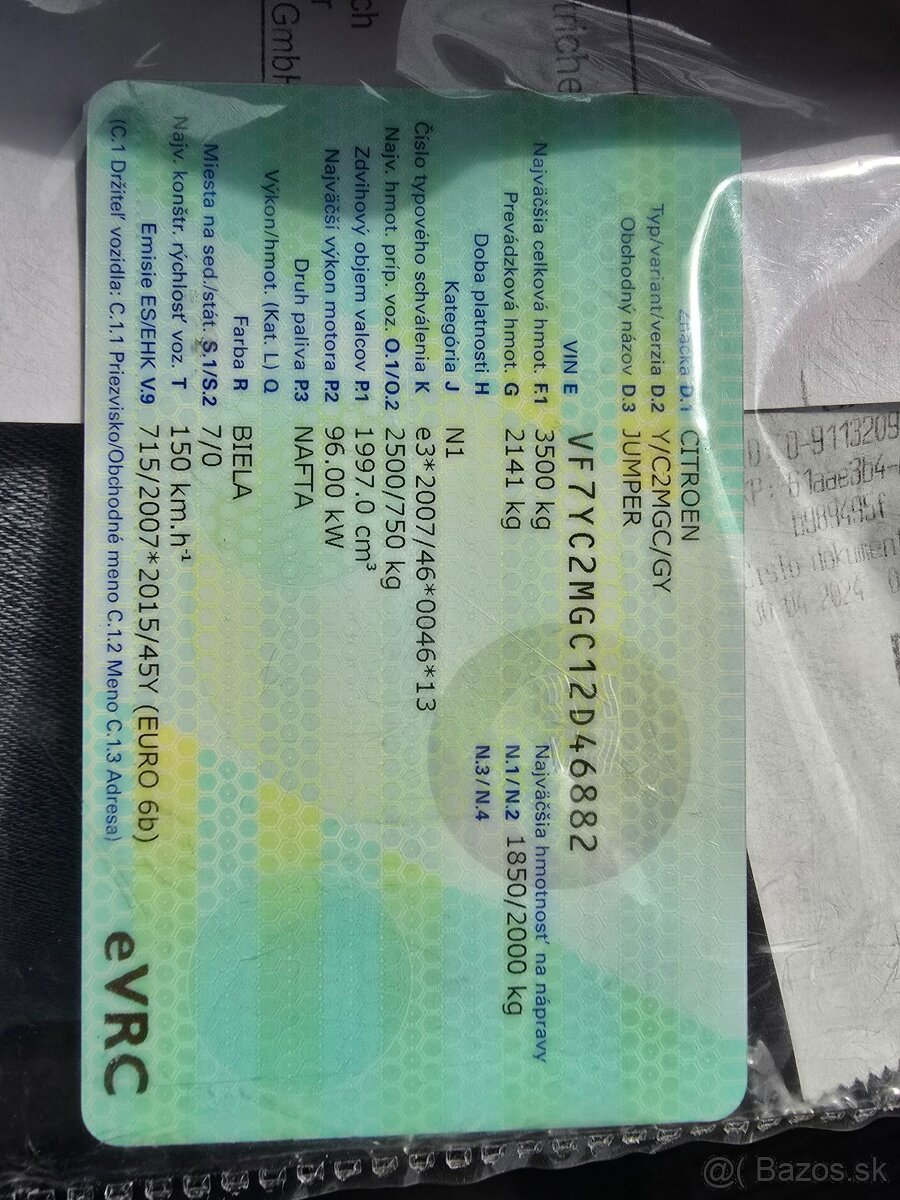 Značka D.1 CITROEN
Typ/variant/verzia D.2 Y/C2MGC/GY
Obchodný názov D.3 JUMPER
VIN E VF7YC2MGC12D46882
Najväčšia celková hmot. F.1 3500 kg
Najväčšia hmotnosť na nápravy
Prevádzková hmot. G 2141 kg
N.1/N.2 1850/2000 kg
Doba platnosti H
N.3/N.4
Kategória J N1
Číslo typového schválenia K e3*2007/46*0046*13
Najv. hmot. príp. voz. O.1/O.2 2500/750 kg
Zdvihový objem valcov P.1 1997.0 cm³
Najväčší výkon motora P.2 96.00 kW
Druh paliva P.3 NAFTA
Výkon/hmot. (Kat. L) Q
Farba R BIELA
Miesta na sed./stát. S.1/S.2 7/0
Najv. konštr. rýchlosť voz. T 150 km.h⁻¹
Emisie ES/EHK V.9 715/2007*2015/45Y (EURO 6b)
(C.1 Držiteľ vozidla: C.1.1 Priezvisko/Obchodné meno C.1.2 Meno C.1.3 Adresa)
eVRC
GmbH
@( Bazos.sk